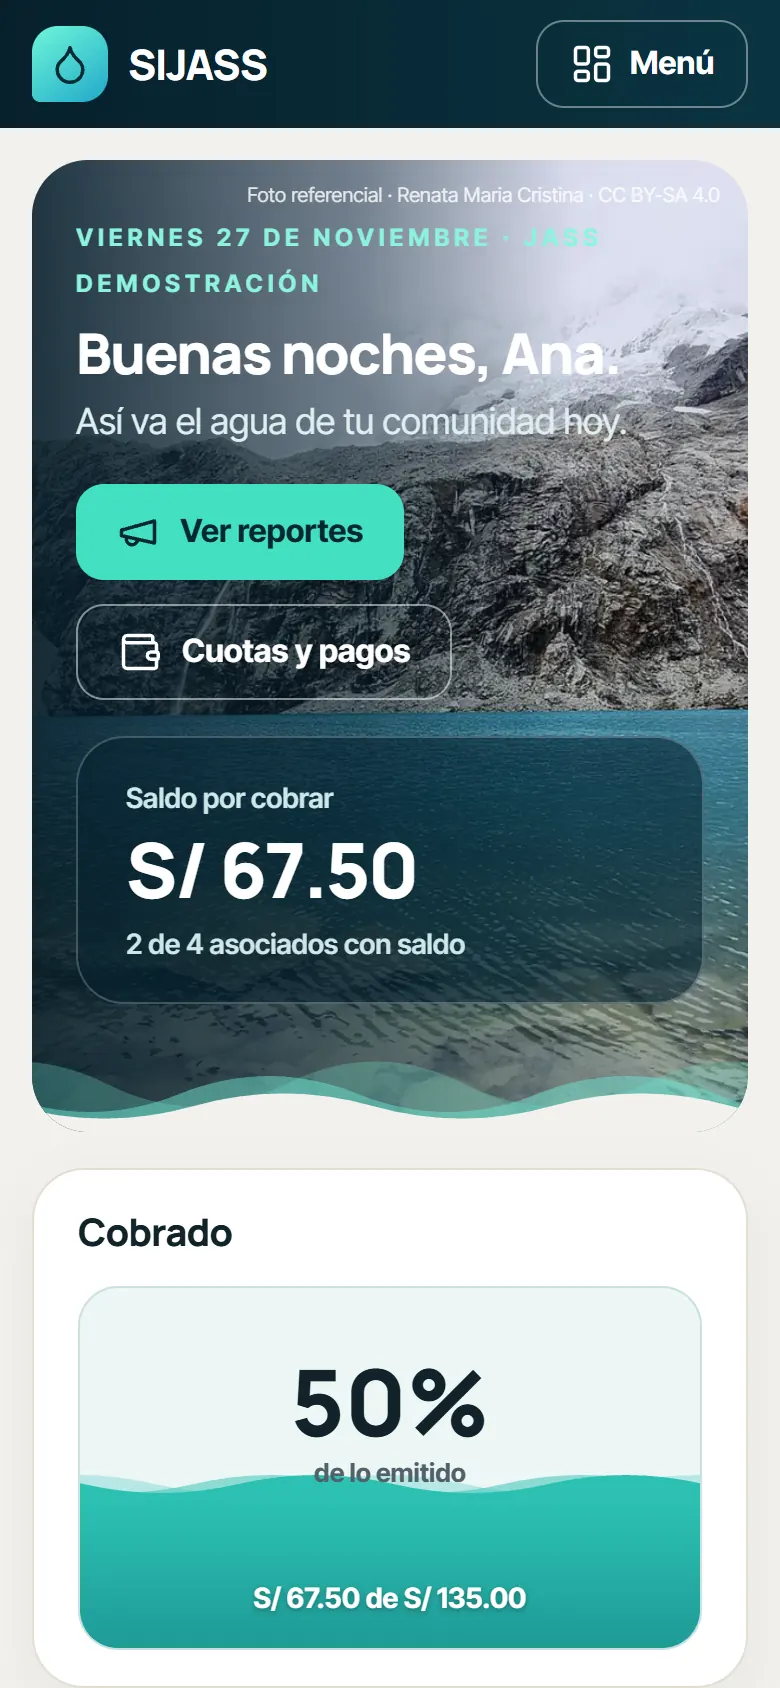 SIJASS
Menú
Foto referencial · Renata Maria Cristina · CC BY-SA 4.0
VIERNES 27 DE NOVIEMBRE · JASS
DEMOSTRACIÓN
Buenas noches, Ana.
Así va el agua de tu comunidad hoy.
Ver reportes
Cuotas y pagos
Saldo por cobrar
S/ 67.50
2 de 4 asociados con saldo
Cobrado
50%
de lo emitido
S/ 67.50 de S/ 135.00